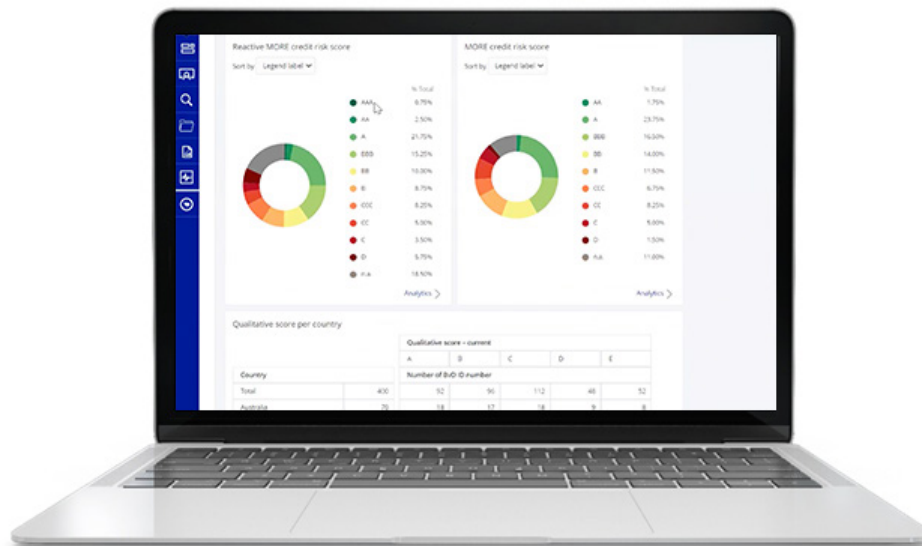 Reactive MORE credit risk score
Sort by Legend label
% Total
AAA 0.75%
AA 2.50%
A 21.75%
BBB 15.25%
BB 10.00%
B 8.75%
CCC 8.25%
CC 5.00%
C 3.50%
D 5.75%
n.a. 18.50%
Analytics
MORE credit risk score
Sort by Legend label
% Total
AA 1.75%
A 23.75%
BBB 16.50%
BB 14.00%
B 11.50%
CCC 6.75%
CC 8.25%
C 5.00%
D 1.50%
n.a. 11.00%
Analytics
Qualitative score per country
Qualitative score - current
A B C D E
Country Number of BvD ID number
Total 400 92 96 112 48 52
Australia 70 18 17 18 9 8